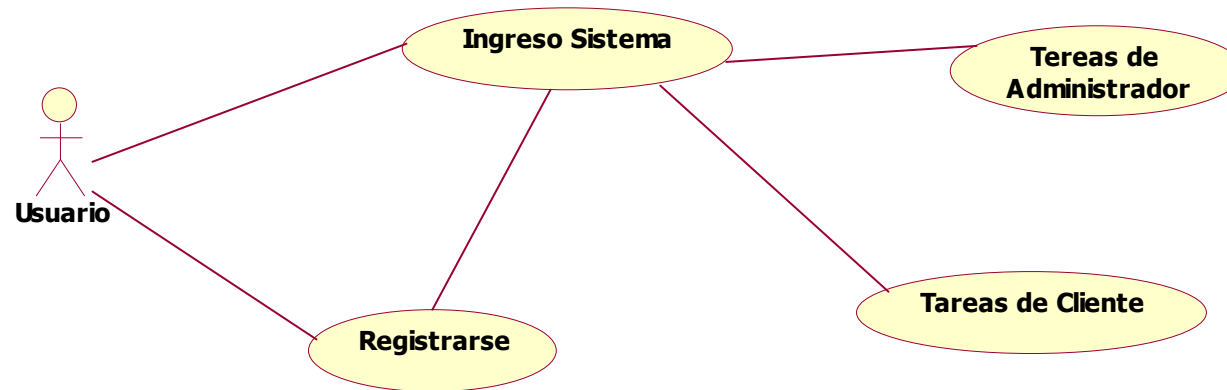 Ingreso Sistema
Tereas de
Administrador
Usuario
Tareas de Cliente
Registrarse